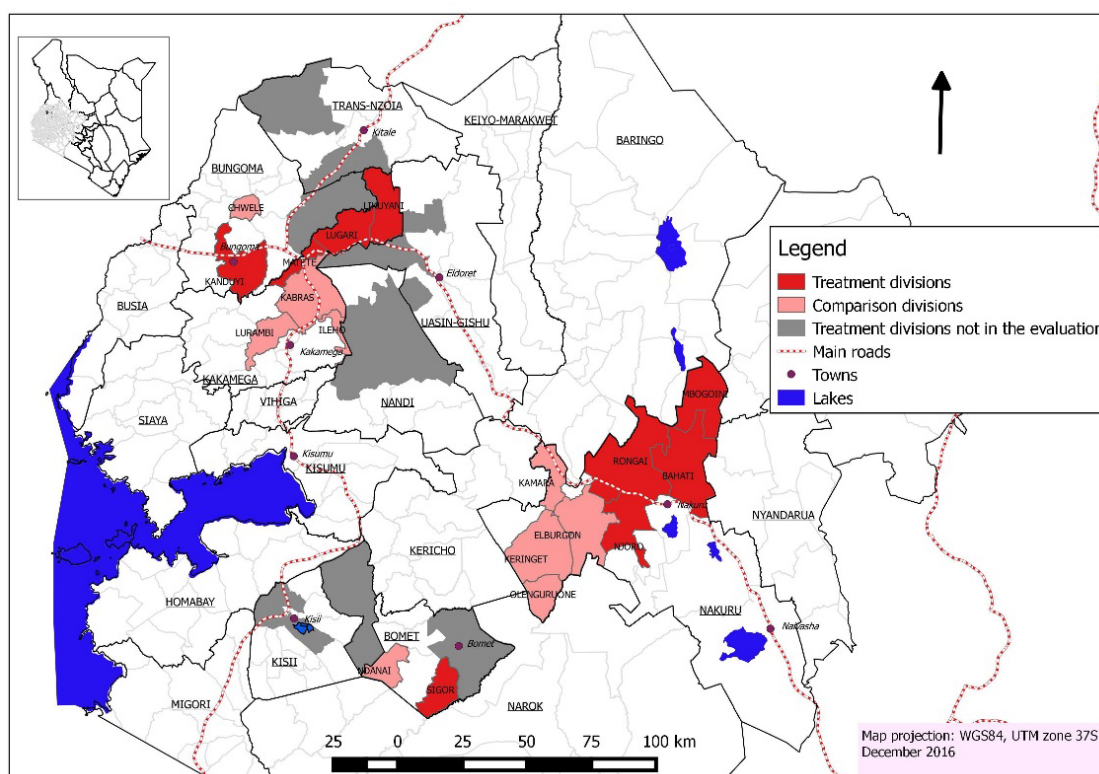 TRANS-NZOIA
KEIYO-MARAKWET
Kitale
BARINGO
BUNGOMA
LIKUYANI
CHWELE
LUGARI
Bungoma
MATETE
Eldoret
KANDUYI
KABRAS
BUSIA
UASIN-GISHU
LURAMBI
ILEHO
Kakamega
KAKAMEGA
VIHIGA
NANDI
SIAYA
MBOGOINI
Kisumu
KISUMU
RONGAI
BAHATI
KAMARA
Nakuru
NYANDARUA
ELBURGON
NJORO
KERICHO
KERINGET
OLENGURUONE
HOMABAY
NAKURU
Kisii
Naivasha
BOMET
Bomet
KISII
NDANAI
SIGOR
MIGORI
NAROK
Legend
Treatment divisions
Comparison divisions
Treatment divisions not in the evaluation
Main roads
Towns
Lakes
25 0 25 50 75 100 km
Map projection: WGS84, UTM zone 37S
December 2016